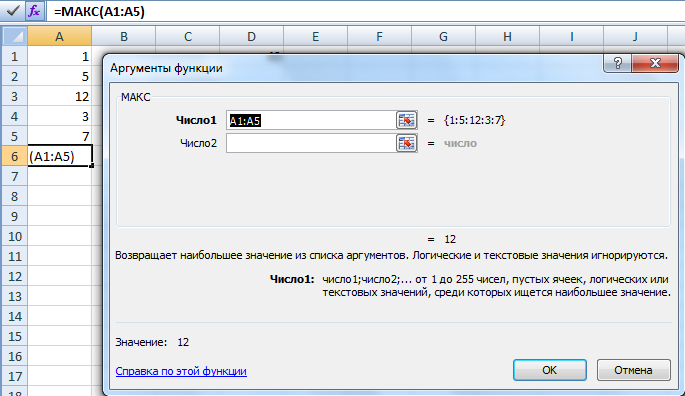 =МАКС(A1:A5)
A B C D E F G H I J
1 1
2 5
3 12
4 3
5 7
6 (A1:A5)
7
8
9
10
11
12
13
14
15
16
17
18
Аргументы функции
МАКС
Число1 A1:A5 = {1:5:12:3:7}
Число2 = число
= 12
Возвращает наибольшее значение из списка аргументов. Логические и текстовые значения игнорируются.
Число1: число1;число2;... от 1 до 255 чисел, пустых ячеек, логических или
текстовых значений, среди которых ищется наибольшее значение.
Значение: 12
Справка по этой функции
ОК
Отмена